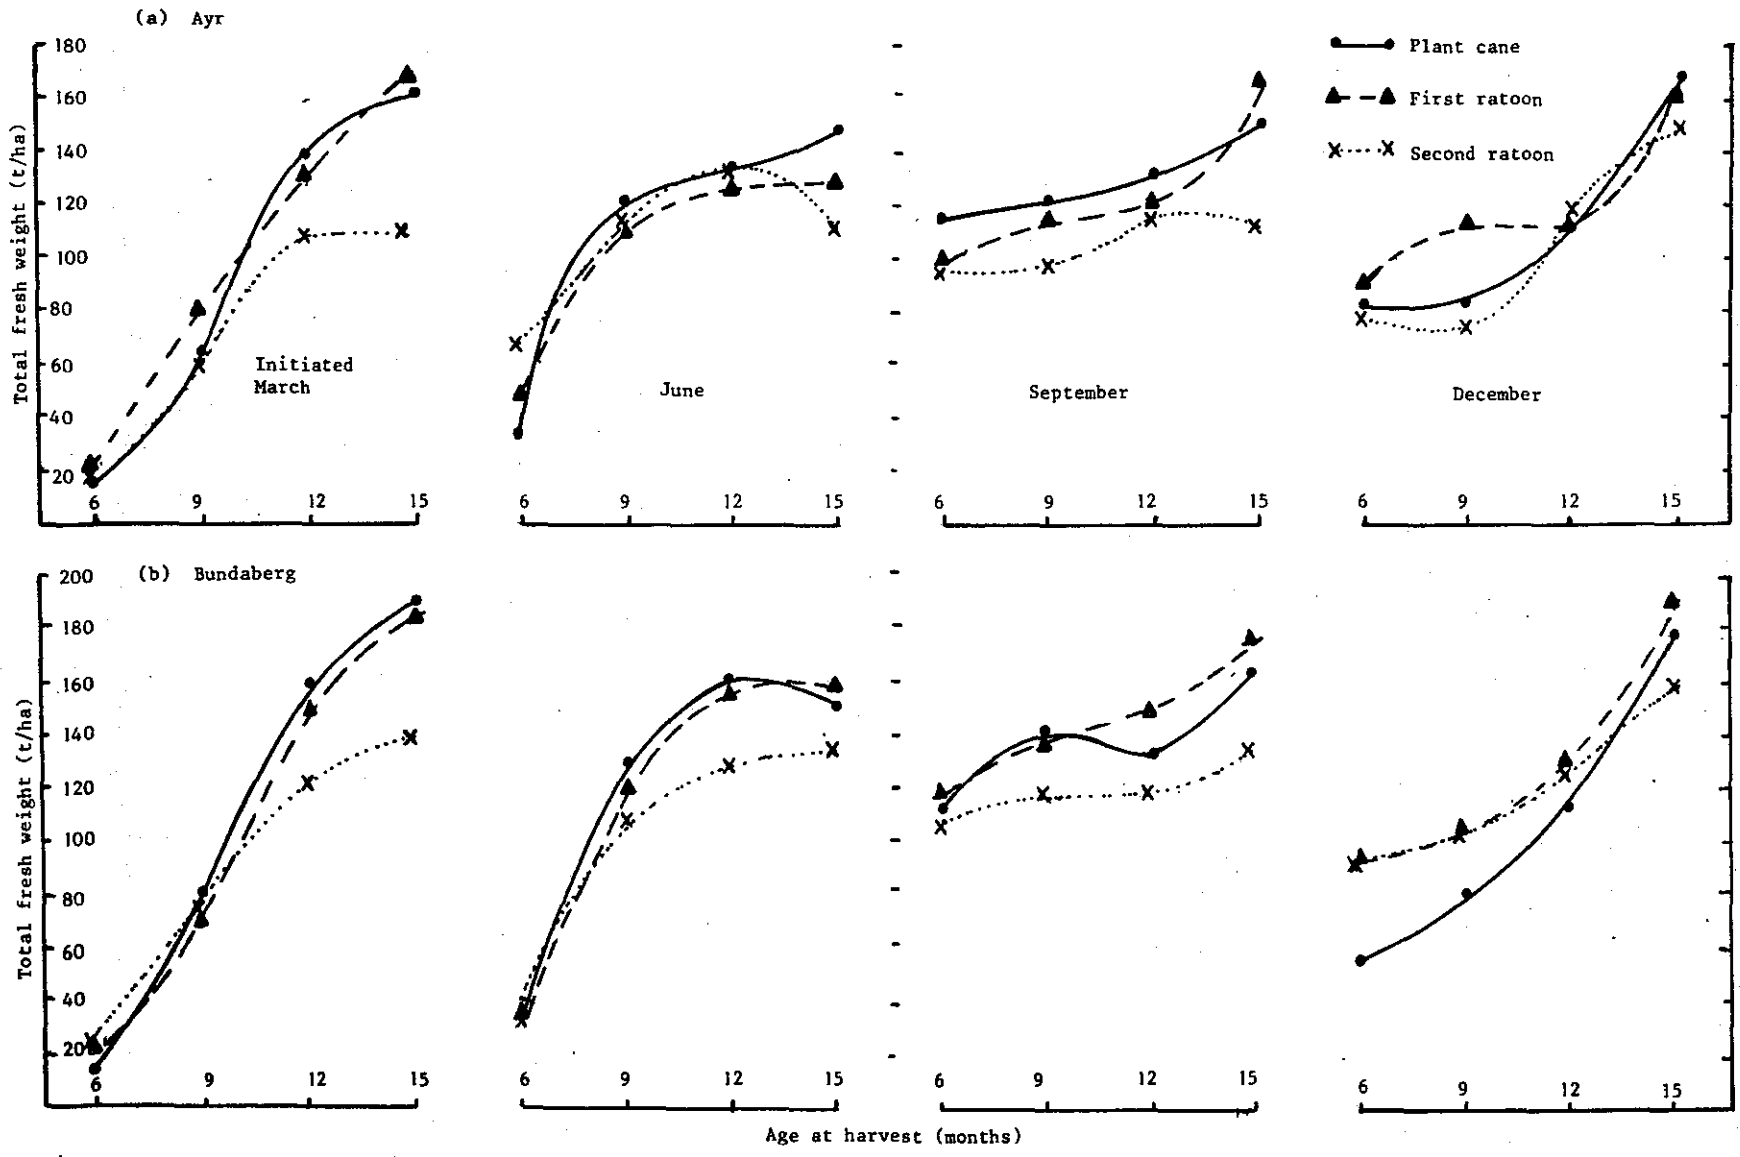 (a) Ayr
180
160
140
120
100
80
60
40
20
Total fresh weight (t/ha)
Plant cane
First ratoon
Second ratoon
Initiated
March
June
September
December
6 9 12 15 6 9 12 15 6 9 12 15 6 9 12 15
(b) Bundaberg
200
180
160
140
120
100
80
60
40
20
Total fresh weight (t/ha)
6 9 12 15 6 9 12 15 6 9 12 15 6 9 12 15
Age at harvest (months)